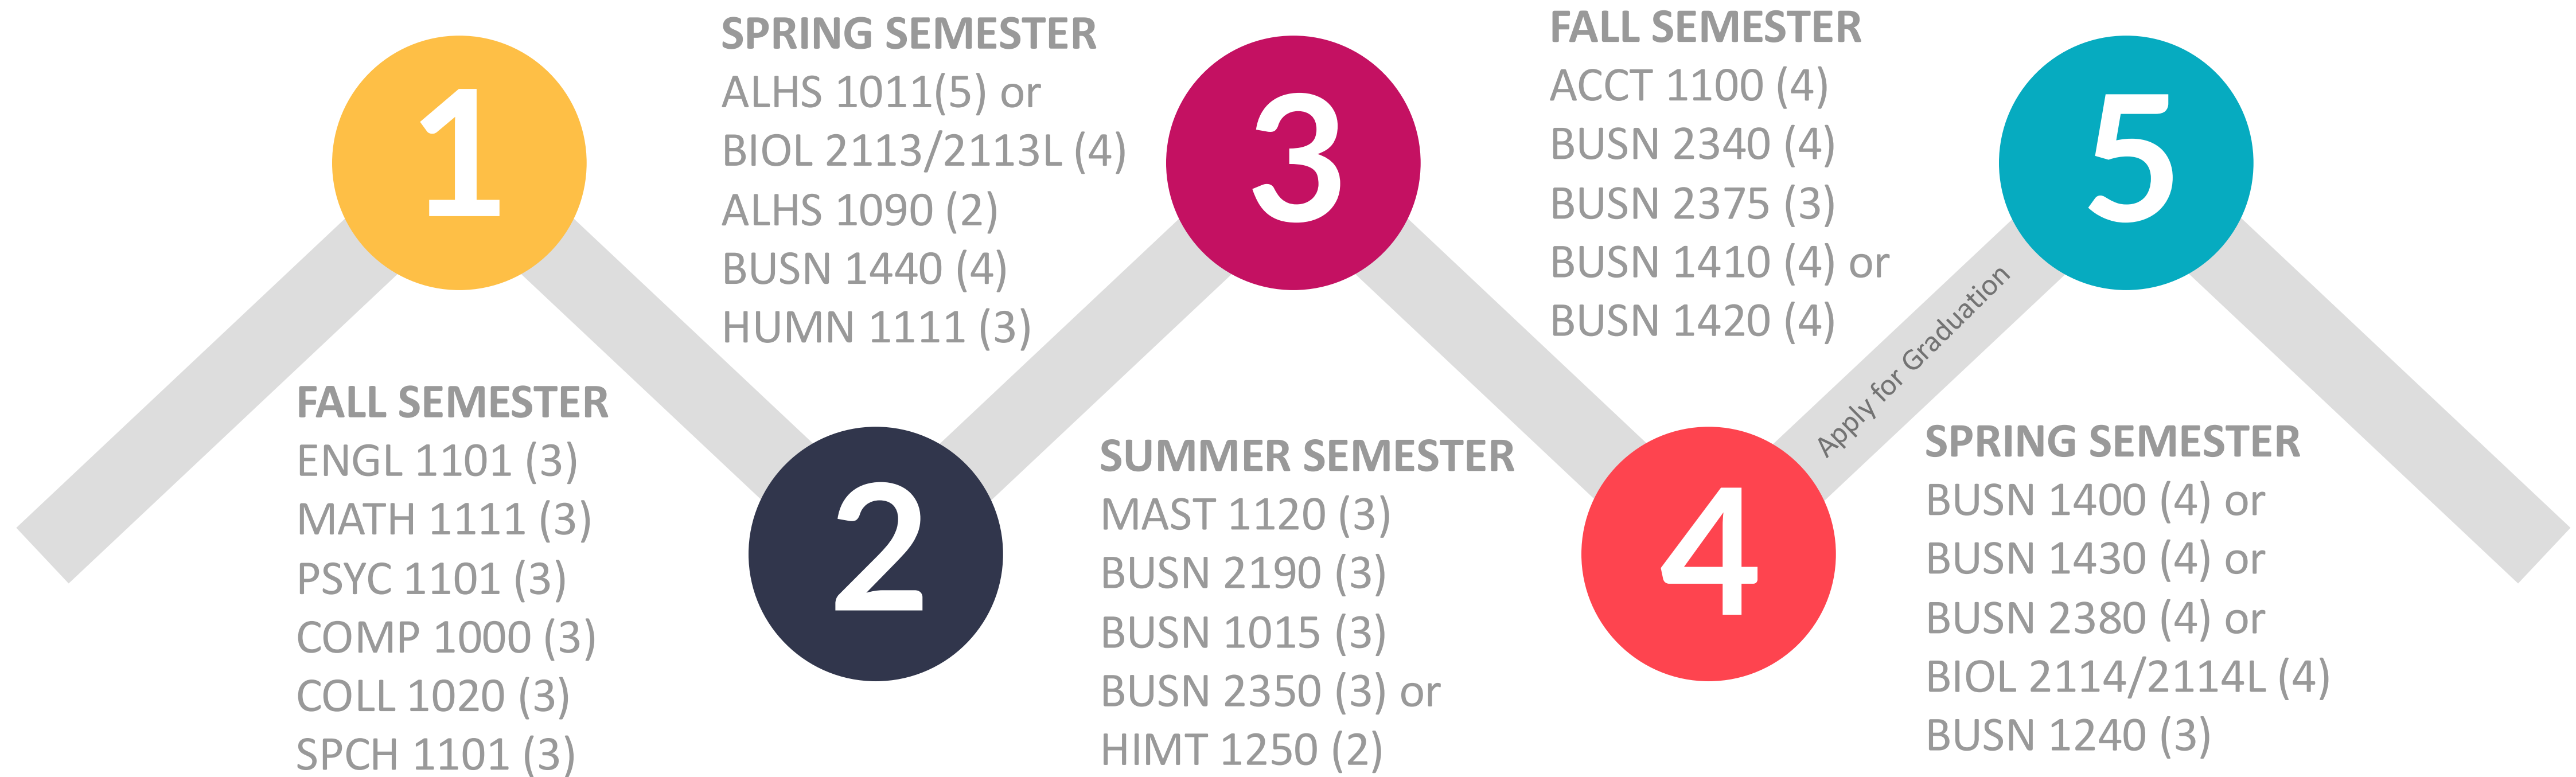 1
FALL SEMESTER
ENGL 1101 (3)
MATH 1111 (3)
PSYC 1101 (3)
COMP 1000 (3)
COLL 1020 (3)
SPCH 1101 (3)
SPRING SEMESTER
ALHS 1011(5) or
BIOL 2113/2113L (4)
ALHS 1090 (2)
BUSN 1440 (4)
HUMN 1111 (3)
2
3
SUMMER SEMESTER
MAST 1120 (3)
BUSN 2190 (3)
BUSN 1015 (3)
BUSN 2350 (3) or
HIMT 1250 (2)
FALL SEMESTER
ACCT 1100 (4)
BUSN 2340 (4)
BUSN 2375 (3)
BUSN 1410 (4) or
BUSN 1420 (4)
4
Apply for Graduation
5
SPRING SEMESTER
BUSN 1400 (4) or
BUSN 1430 (4) or
BUSN 2380 (4) or
BIOL 2114/2114L (4)
BUSN 1240 (3)